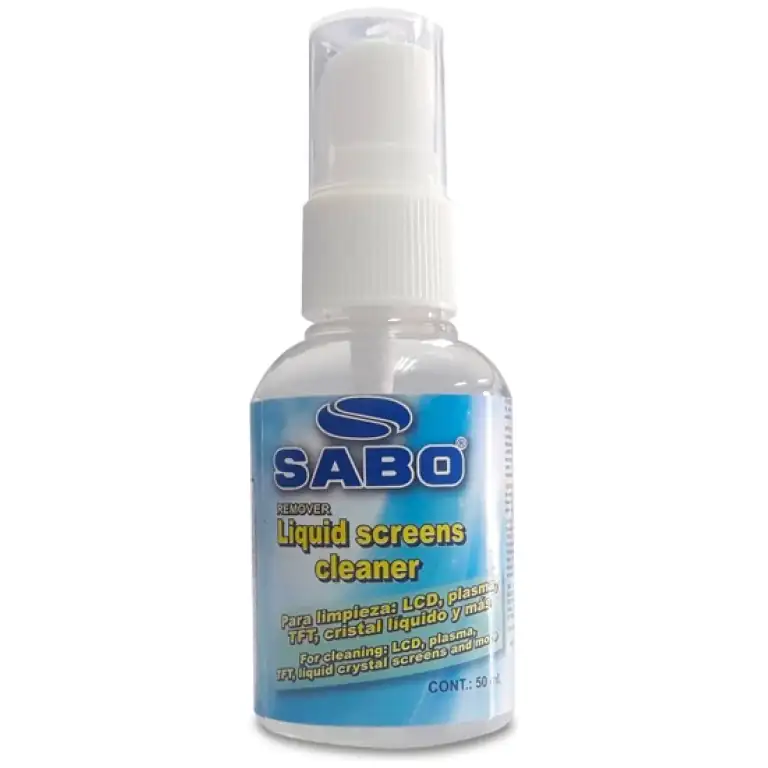 SABO®
REMOVER
Liquid screens
cleaner
Para limpieza: LCD, plasma,
TFT, cristal líquido y más
For cleaning: LCD, plasma,
TFT, liquid crystal screens and more
CONT.: 50 ml.